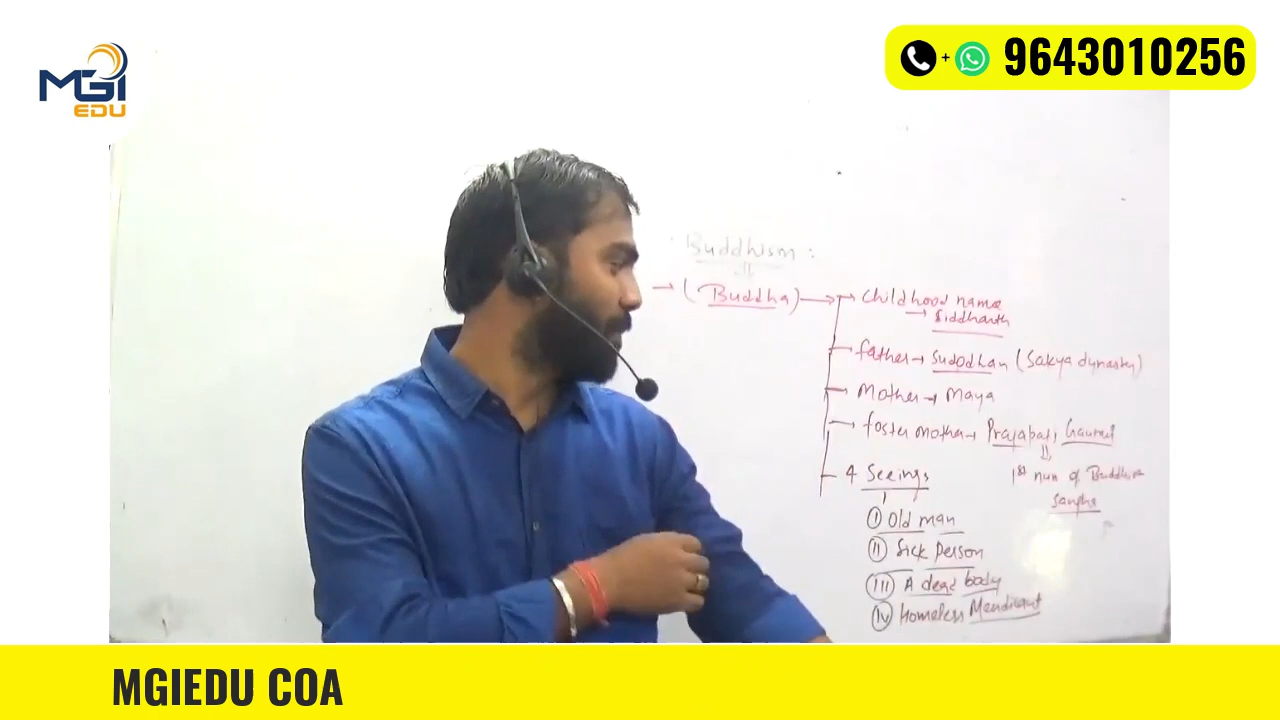 MGI
EDU
+ 9643010256
: Buddhism :
→ (Buddha) → Childhood name
→ Siddharth
father → Sudodhan (Sakya dynaster)
Mother → Maya
foster mother → Prajapati, Gautami
1st nun of Buddhist
Sangha
4 Seeings
(i) Old man
(ii) Sick person
(iii) A dead body
(iv) Homeless Mendicant
MGIEDU COA